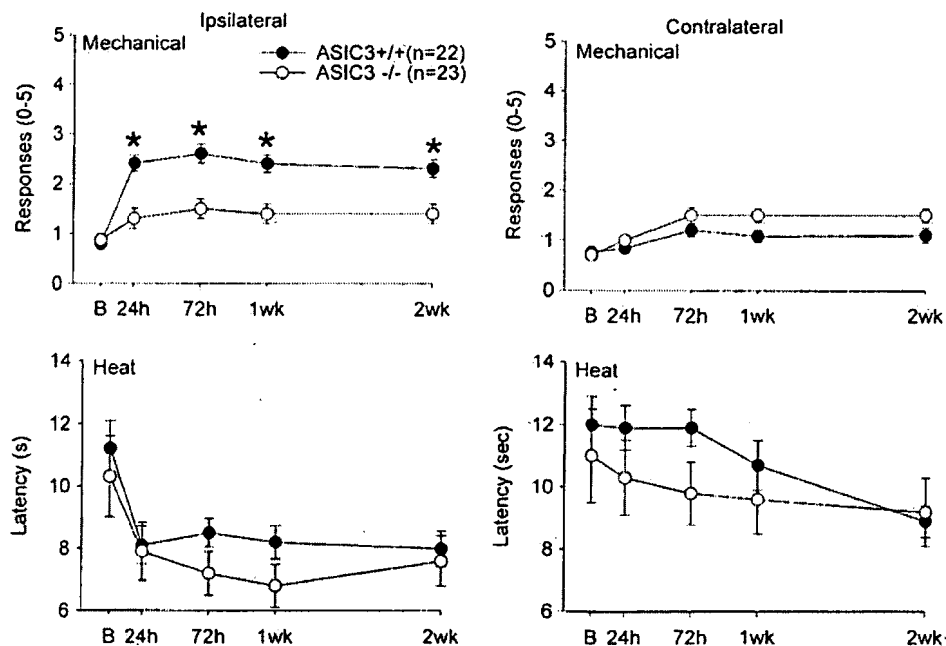 Ipsilateral
Mechanical
ASIC3+/+(n=22)
ASIC3 -/- (n=23)
Responses (0-5)
5
4
3
2
1
0
* * * *
B 24h 72h 1wk 2wk
Contralateral
Mechanical
Responses (0-5)
5
4
3
2
1
0
B 24h 72h 1wk 2wk
Heat
Latency (s)
14
12
10
8
6
B 24h 72h 1wk 2wk
Heat
Latency (sec)
14
12
10
8
6
B 24h 72h 1wk 2wk